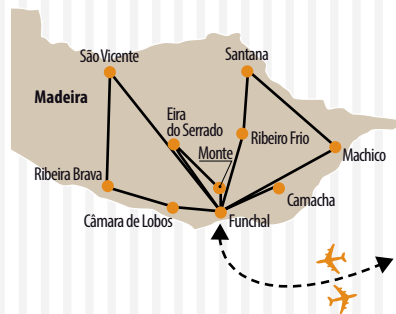 São Vicente
Santana
Madeira
Eira
do Serrado
Ribeiro Frio
Monte
Machico
Ribeira Brava
Camacha
Câmara de Lobos
Funchal